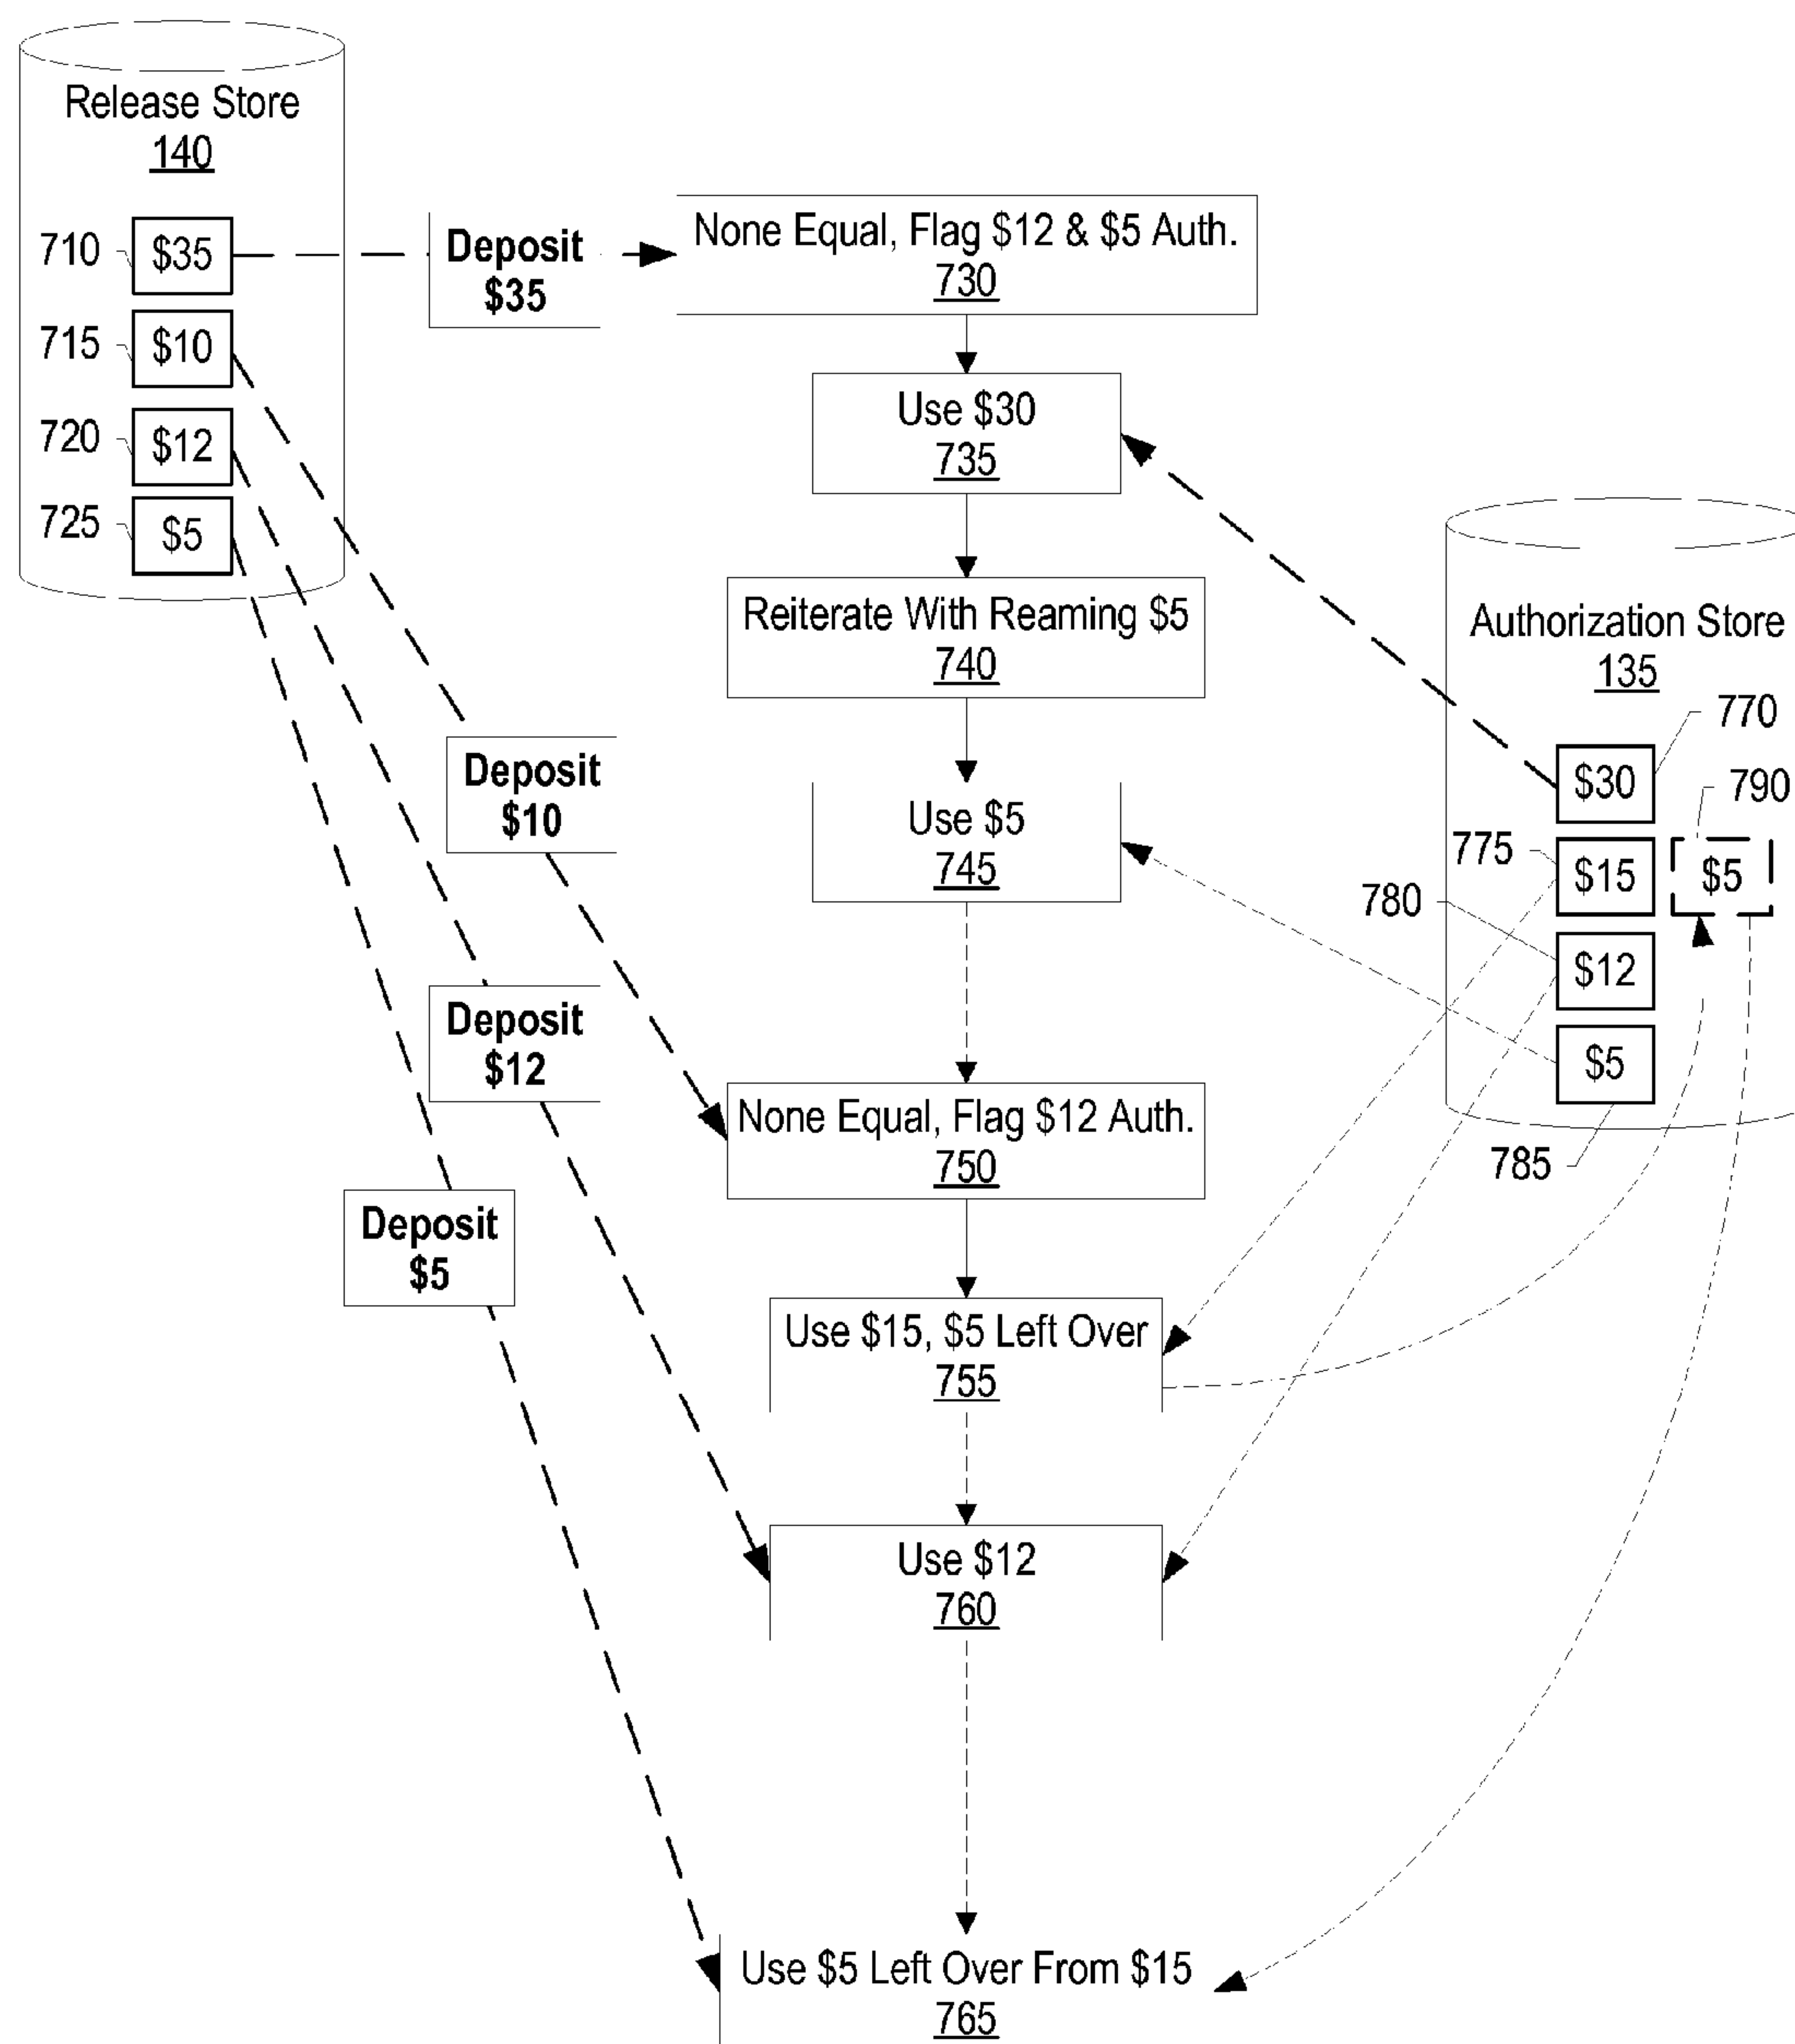 Release Store
140
710
$35
715
$10
720
$12
725
$5
Deposit
$35
None Equal, Flag $12 & $5 Auth.
730
Use $30
735
Reiterate With Reaming $5
740
Deposit
$10
Use $5
745
Authorization Store
135
770
$30
790
775
$15
$5
780
$12
$5
785
Deposit
$12
None Equal, Flag $12 Auth.
750
Deposit
$5
Use $15, $5 Left Over
755
Use $12
760
Use $5 Left Over From $15
765